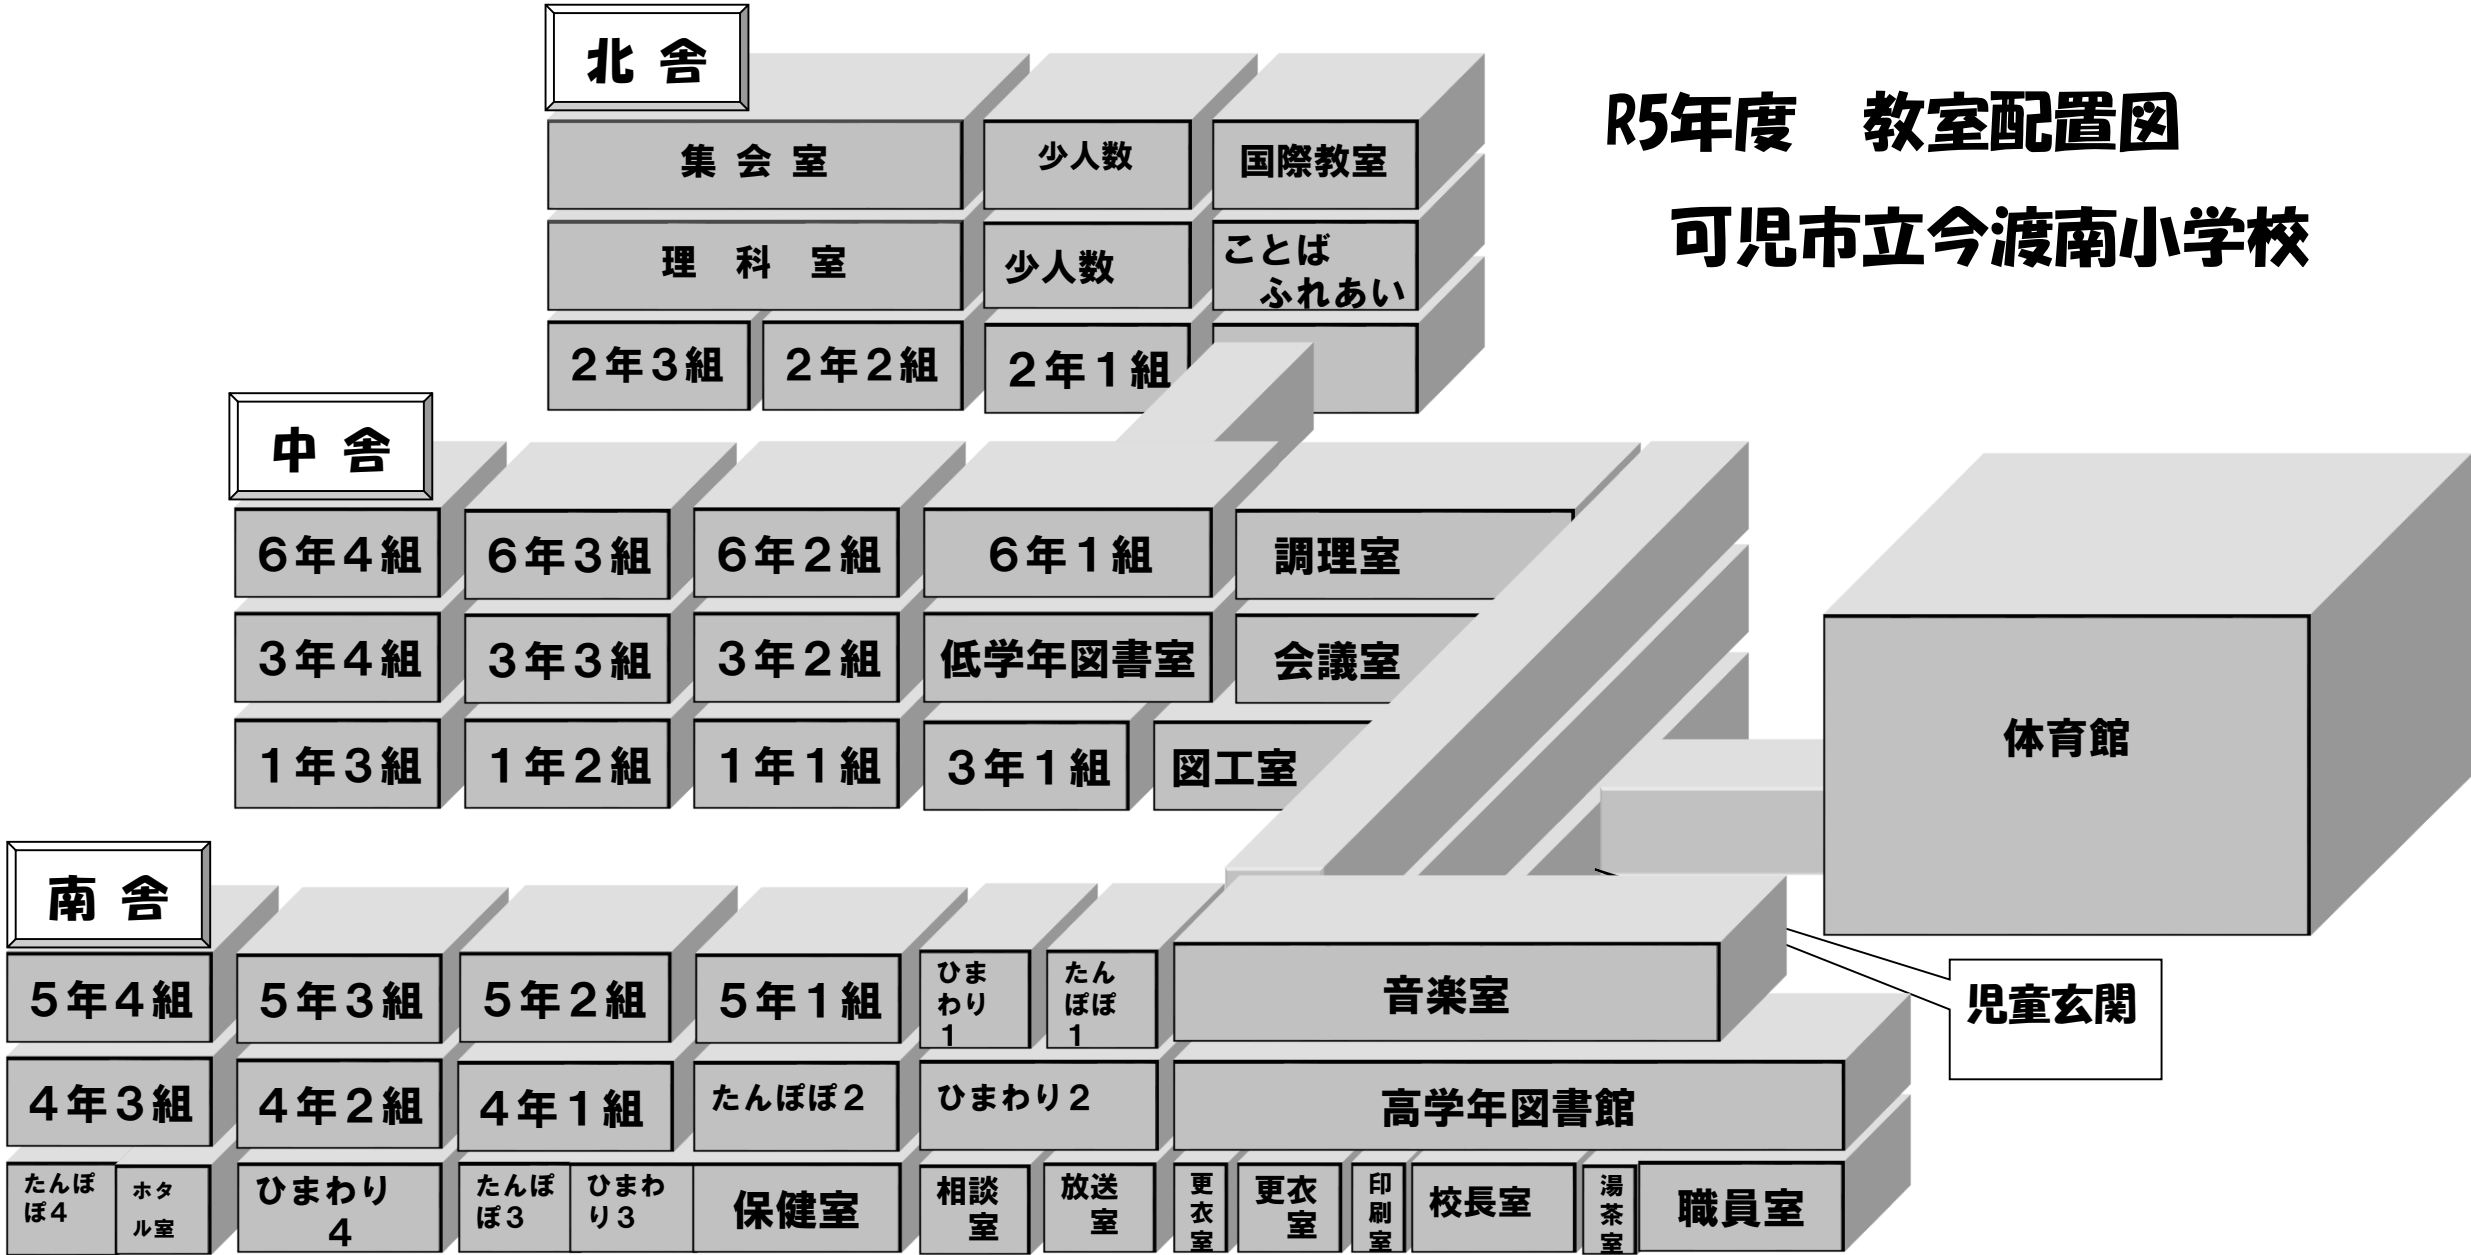 R5年度　教室配置図
可児市立今渡南小学校
北 舎
集 会 室
少人数
国際教室
理 科 室
少人数
ことば
ふれあい
２年３組
２年２組
２年１組
中 舎
６年４組
６年３組
６年２組
６年１組
調理室
３年４組
３年３組
３年２組
低学年図書室
会議室
１年３組
１年２組
１年１組
３年１組
図工室
体育館
南 舎
５年４組
５年３組
５年２組
５年１組
ひま
わり
１
たん
ぽぽ
１
音楽室
児童玄関
４年３組
４年２組
４年１組
たんぽぽ２
ひまわり２
高学年図書館
たんぽ
ぽ４
ホタ
ル室
ひまわり
４
たんぽ
ぽ３
ひまわ
り３
保健室
相談
室
放送
室
更
衣
室
更衣
室
印
刷
室
校長室
湯
茶
室
職員室